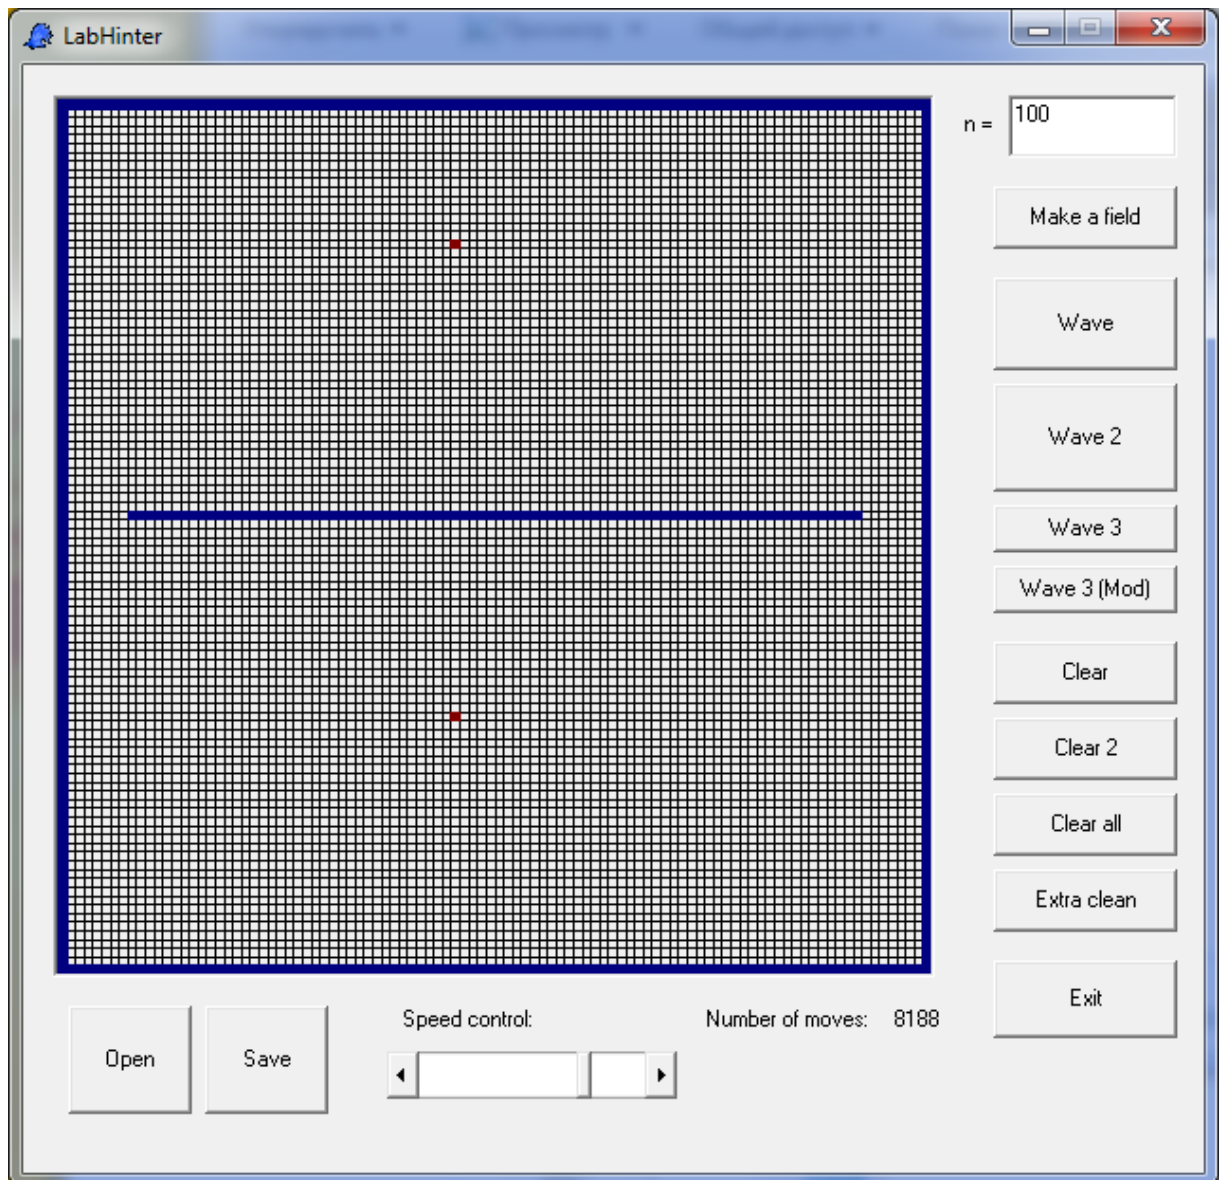 LabHinter
n =
100
Make a field
Wave
Wave 2
Wave 3
Wave 3 (Mod)
Clear
Clear 2
Clear all
Extra clean
Exit
Open
Save
Speed control:
Number of moves: 8188